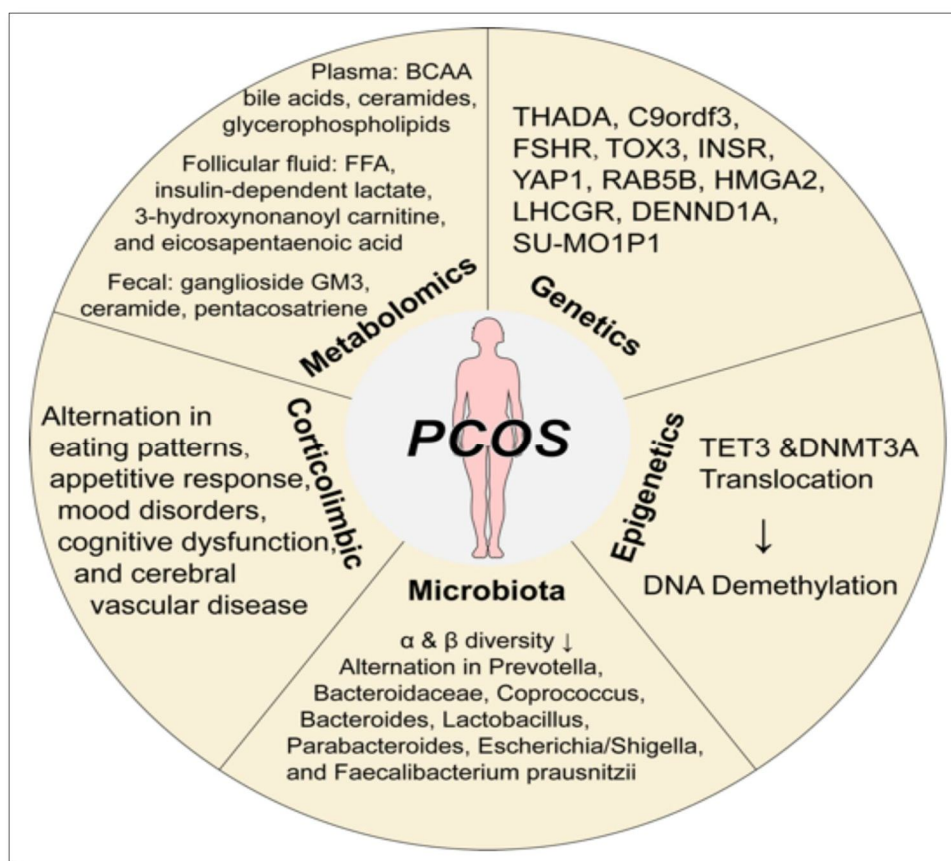 Plasma: BCAA
bile acids, ceramides,
glycerophospholipids
Follicular fluid: FFA,
insulin-dependent lactate,
3-hydroxynonanoyl carnitine,
and eicosapentaenoic acid
Fecal: ganglioside GM3,
ceramide, pentacosatriene
Metabolomics
THADA, C9ordf3,
FSHR, TOX3, INSR,
YAP1, RAB5B, HMGA2,
LHCGR, DENND1A,
SU-MO1P1
Genetics
PCOS
Corticolimbic
Alternation in
eating patterns,
appetitive response,
mood disorders,
cognitive dysfunction,
and cerebral
vascular disease
Epigenetics
TET3 &DNMT3A
Translocation
↓
DNA Demethylation
Microbiota
α & β diversity ↓
Alternation in Prevotella,
Bacteroidaceae, Coprococcus,
Bacteroides, Lactobacillus,
Parabacteroides, Escherichia/Shigella,
and Faecalibacterium prausnitzii